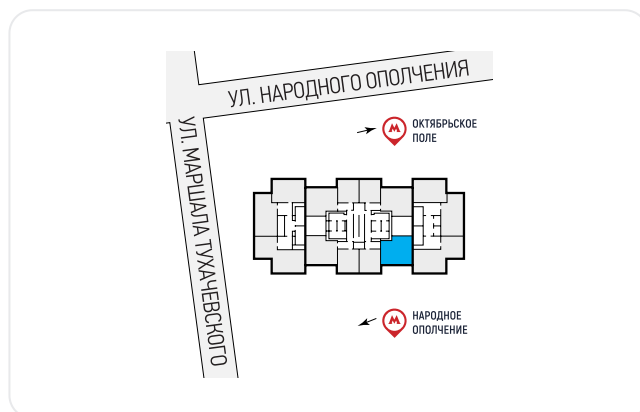 УЛ. НАРОДНОГО ОПОЛЧЕНИЯ
ОКТЯБРЬСКОЕ
ПОЛЕ
УЛ. МАРШАЛА ТУХАЧЕВСКОГО
НАРОДНОЕ
ОПОЛЧЕНИЕ